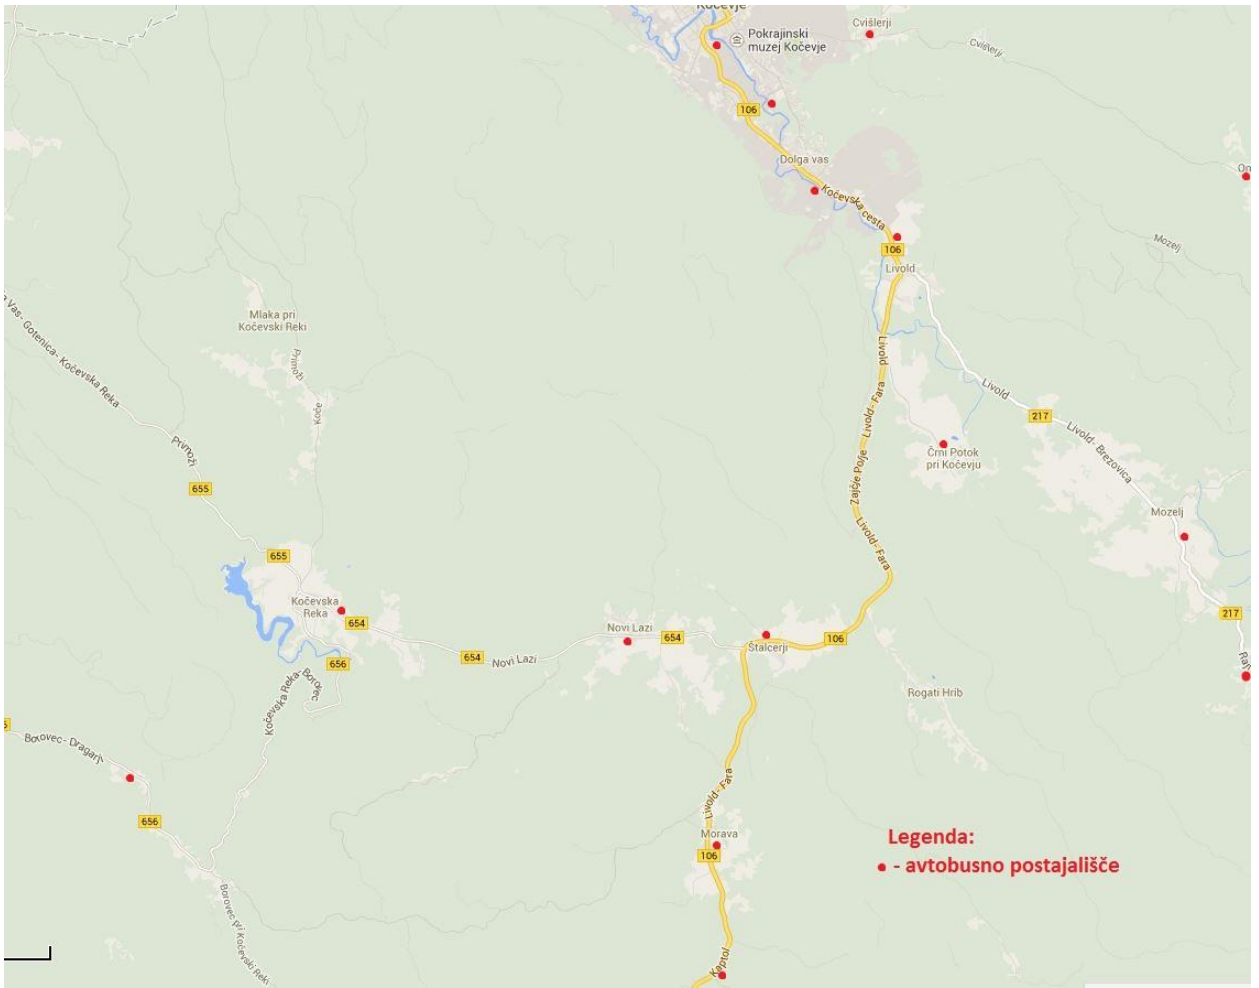 Kočevje
Pokrajinski
muzej Kočevje
Cvišlerji
Cvišlerji
106
Dolga vas
Kočevska cesta
106
Livold
Mozelj
Mlaka pri
Kočevski Reki
Primoži
Koče
Vas- Gotenica- Kočevska Reka
Primoži
655
655
Livold
Livold- Fara
Zajčje Polje
Livold- Fara
Livold
217
Livold- Brezovica
Črni Potok
pri Kočevju
Mozelj
217
Kočevska
Reka
654
656
654
Novi Lazi
Novi Lazi
654
Štalcerji
106
Rogati Hrib
Kočevska Reka- Borovec
Borovec- Dragarji
656
Livold- Fara
Morava
106
Legenda:
- avtobusno postajališče
Borovec pri Kočevski Reki
Kaptol